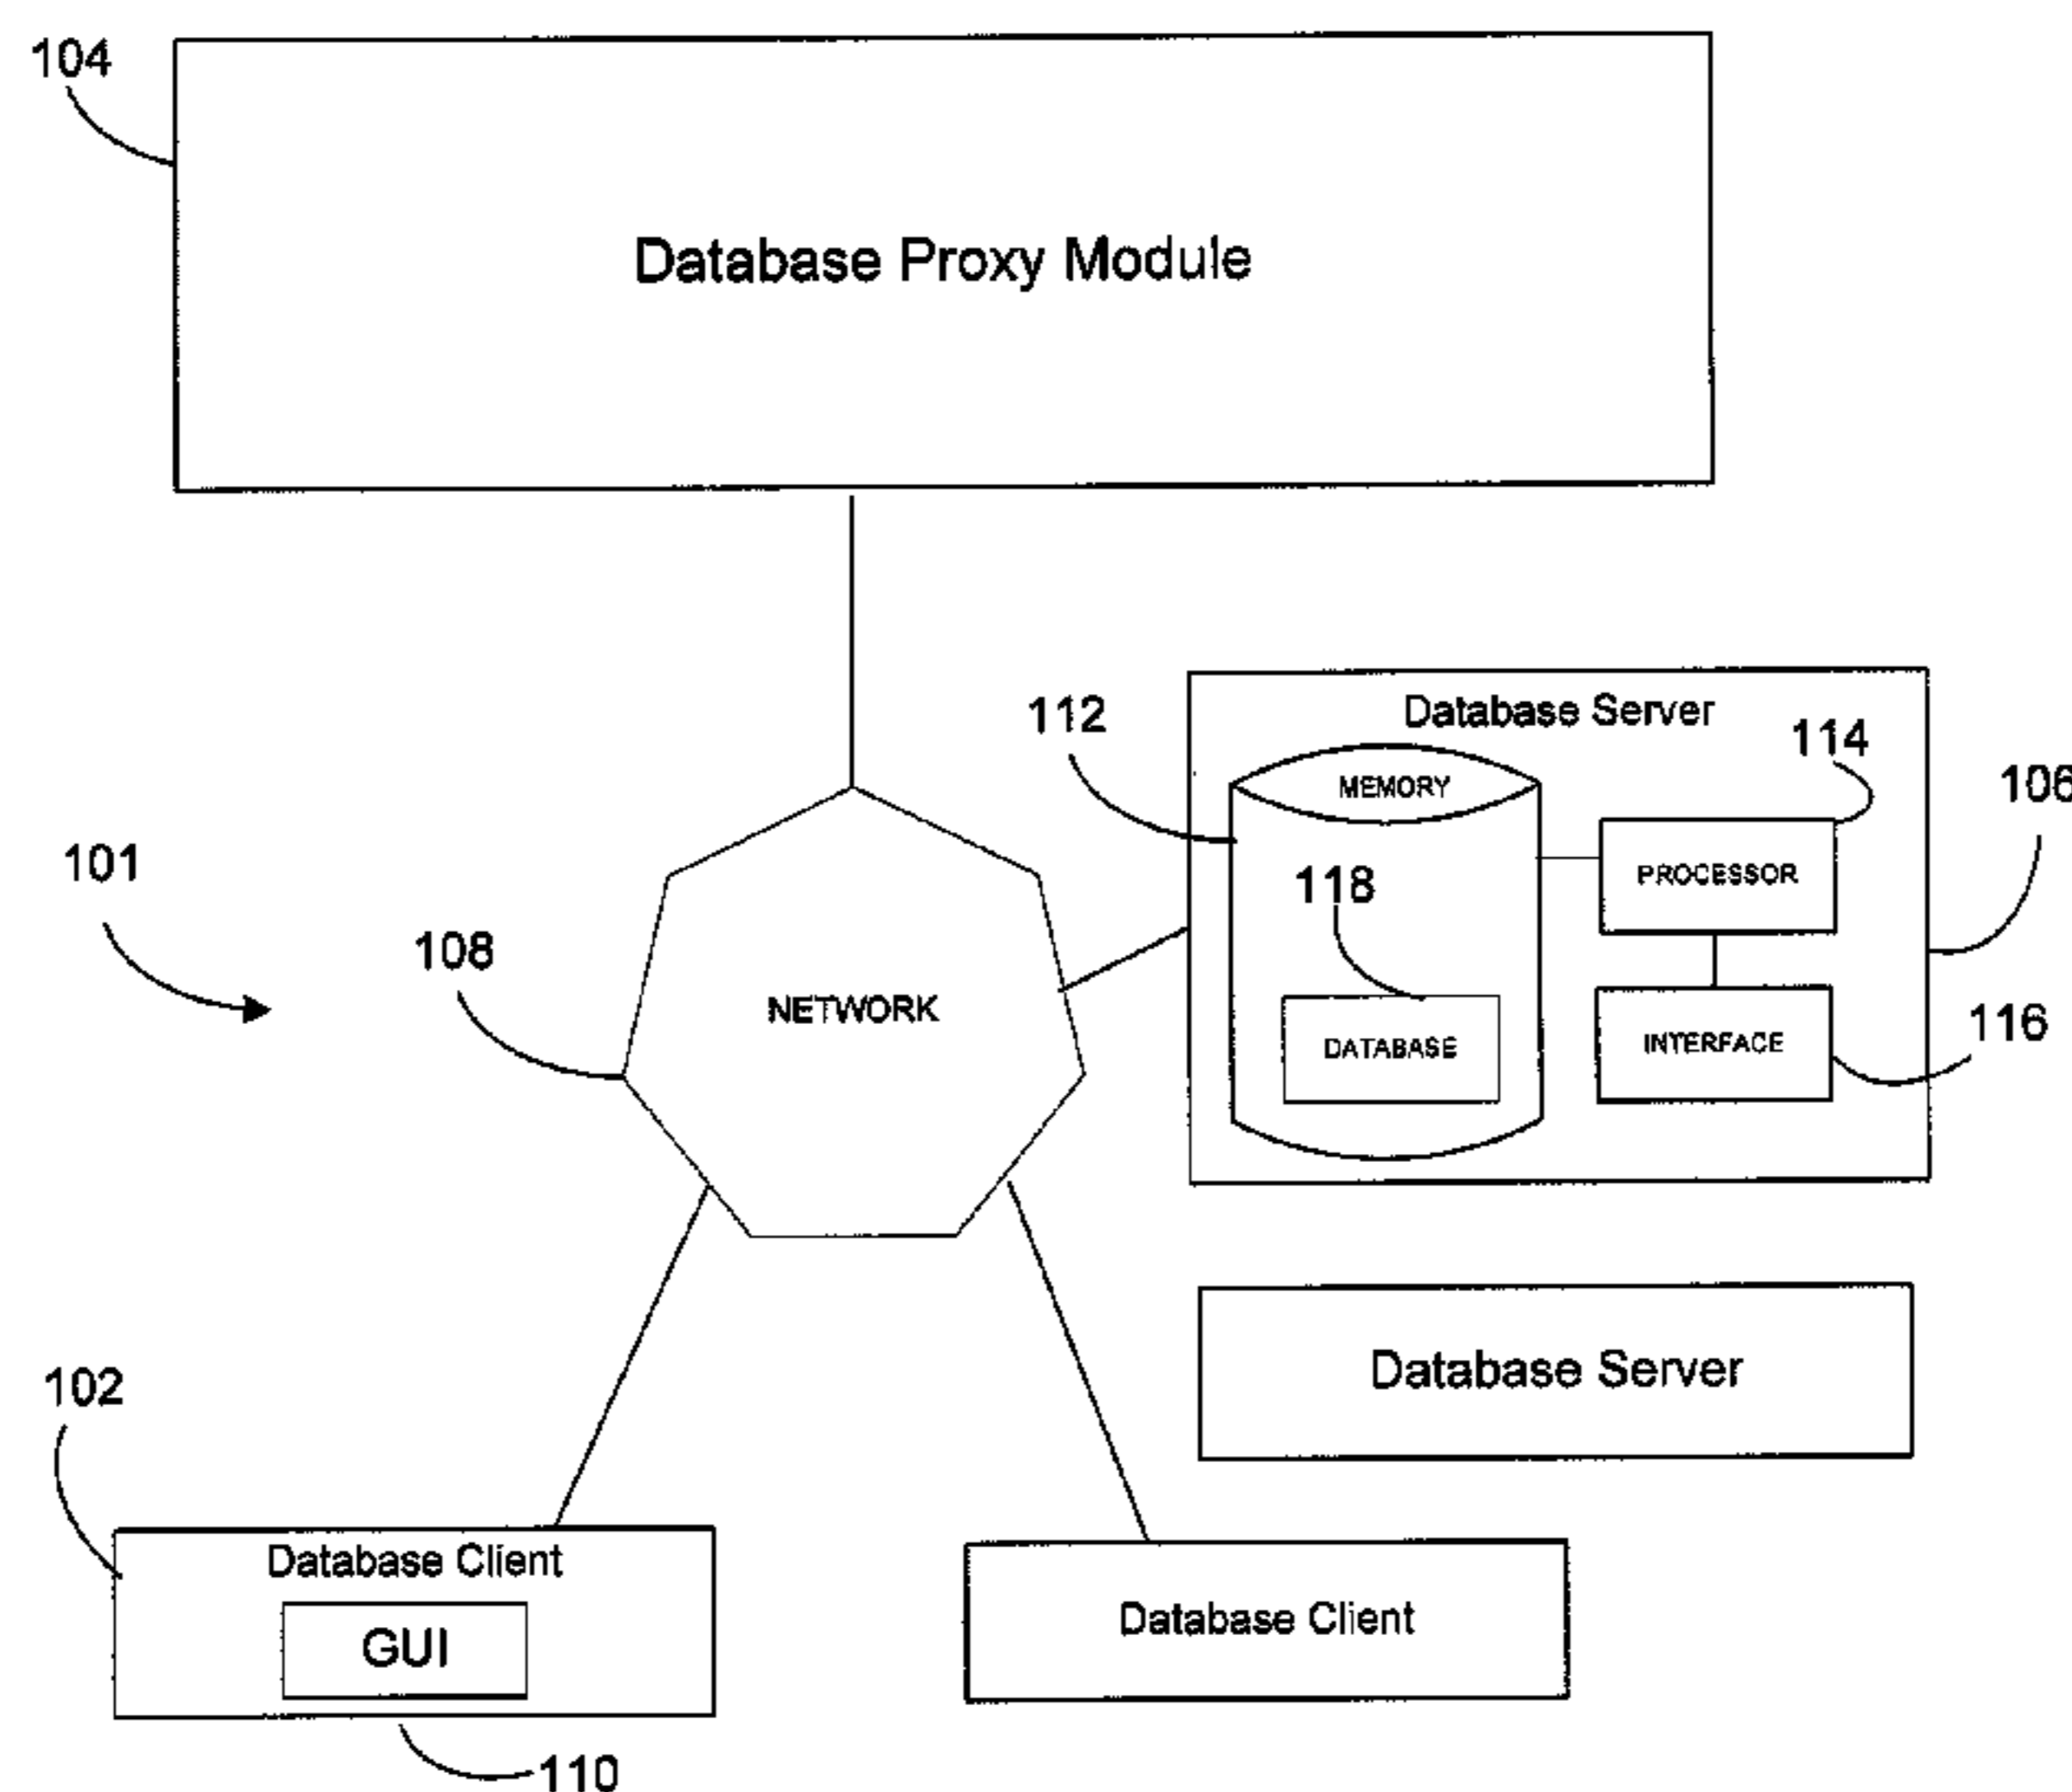 104
Database Proxy Module
112
Database Server
114
106
MEMORY
PROCESSOR
101
118
108
NETWORK
DATABASE
INTERFACE
116
Database Server
102
Database Client
GUI
Database Client
110